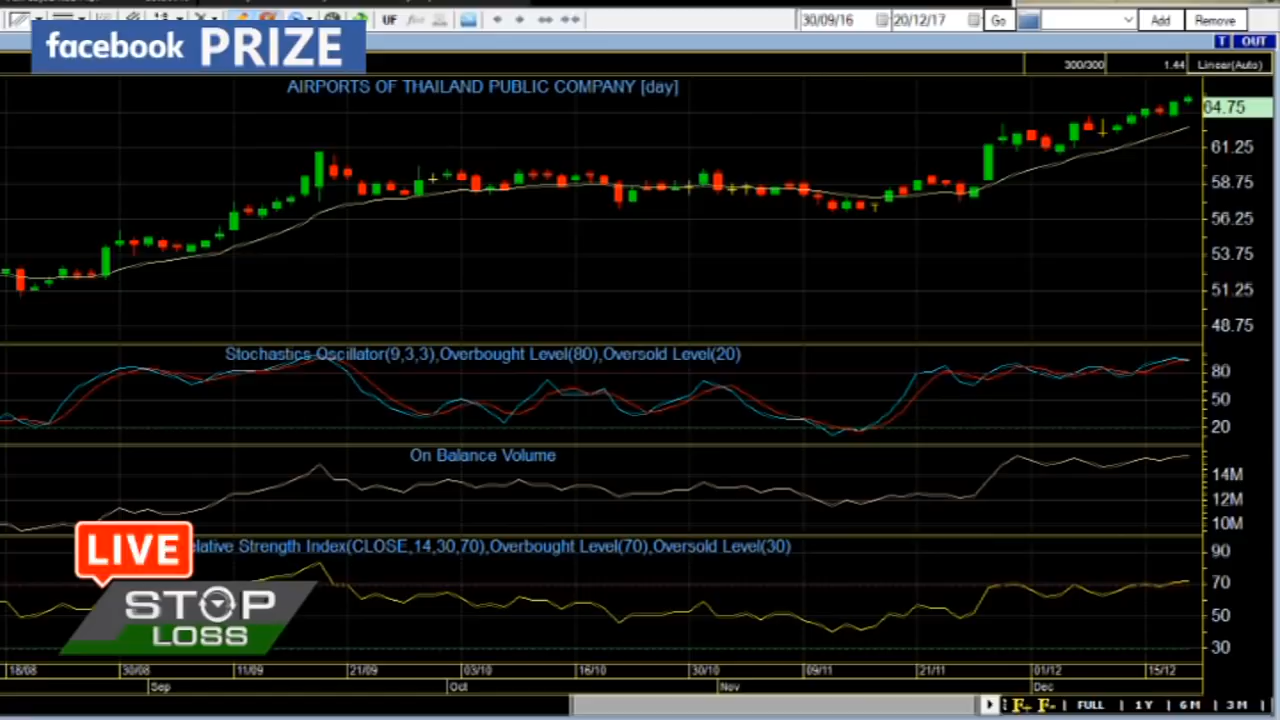 UF
30/09/16
20/12/17
Go
Add
Remove
facebook PRIZE
T OUT
300/300
1.44
Linear(Auto)
AIRPORTS OF THAILAND PUBLIC COMPANY [day]
64.75
61.25
58.75
56.25
53.75
51.25
48.75
Stochastics Oscillator(9,3,3),Overbought Level(80),Oversold Level(20)
80
50
20
On Balance Volume
14M
12M
10M
LIVE
elative Strength Index(CLOSE,14,30,70),Overbought Level(70),Oversold Level(30)
90
70
50
30
STOP
LOSS
18/08 30/08 11/09 21/09 03/10 16/10 30/10 09/11 21/11 01/12 15/12
Sep Oct Nov Dec
F+ F- FULL 1Y 6M 3M